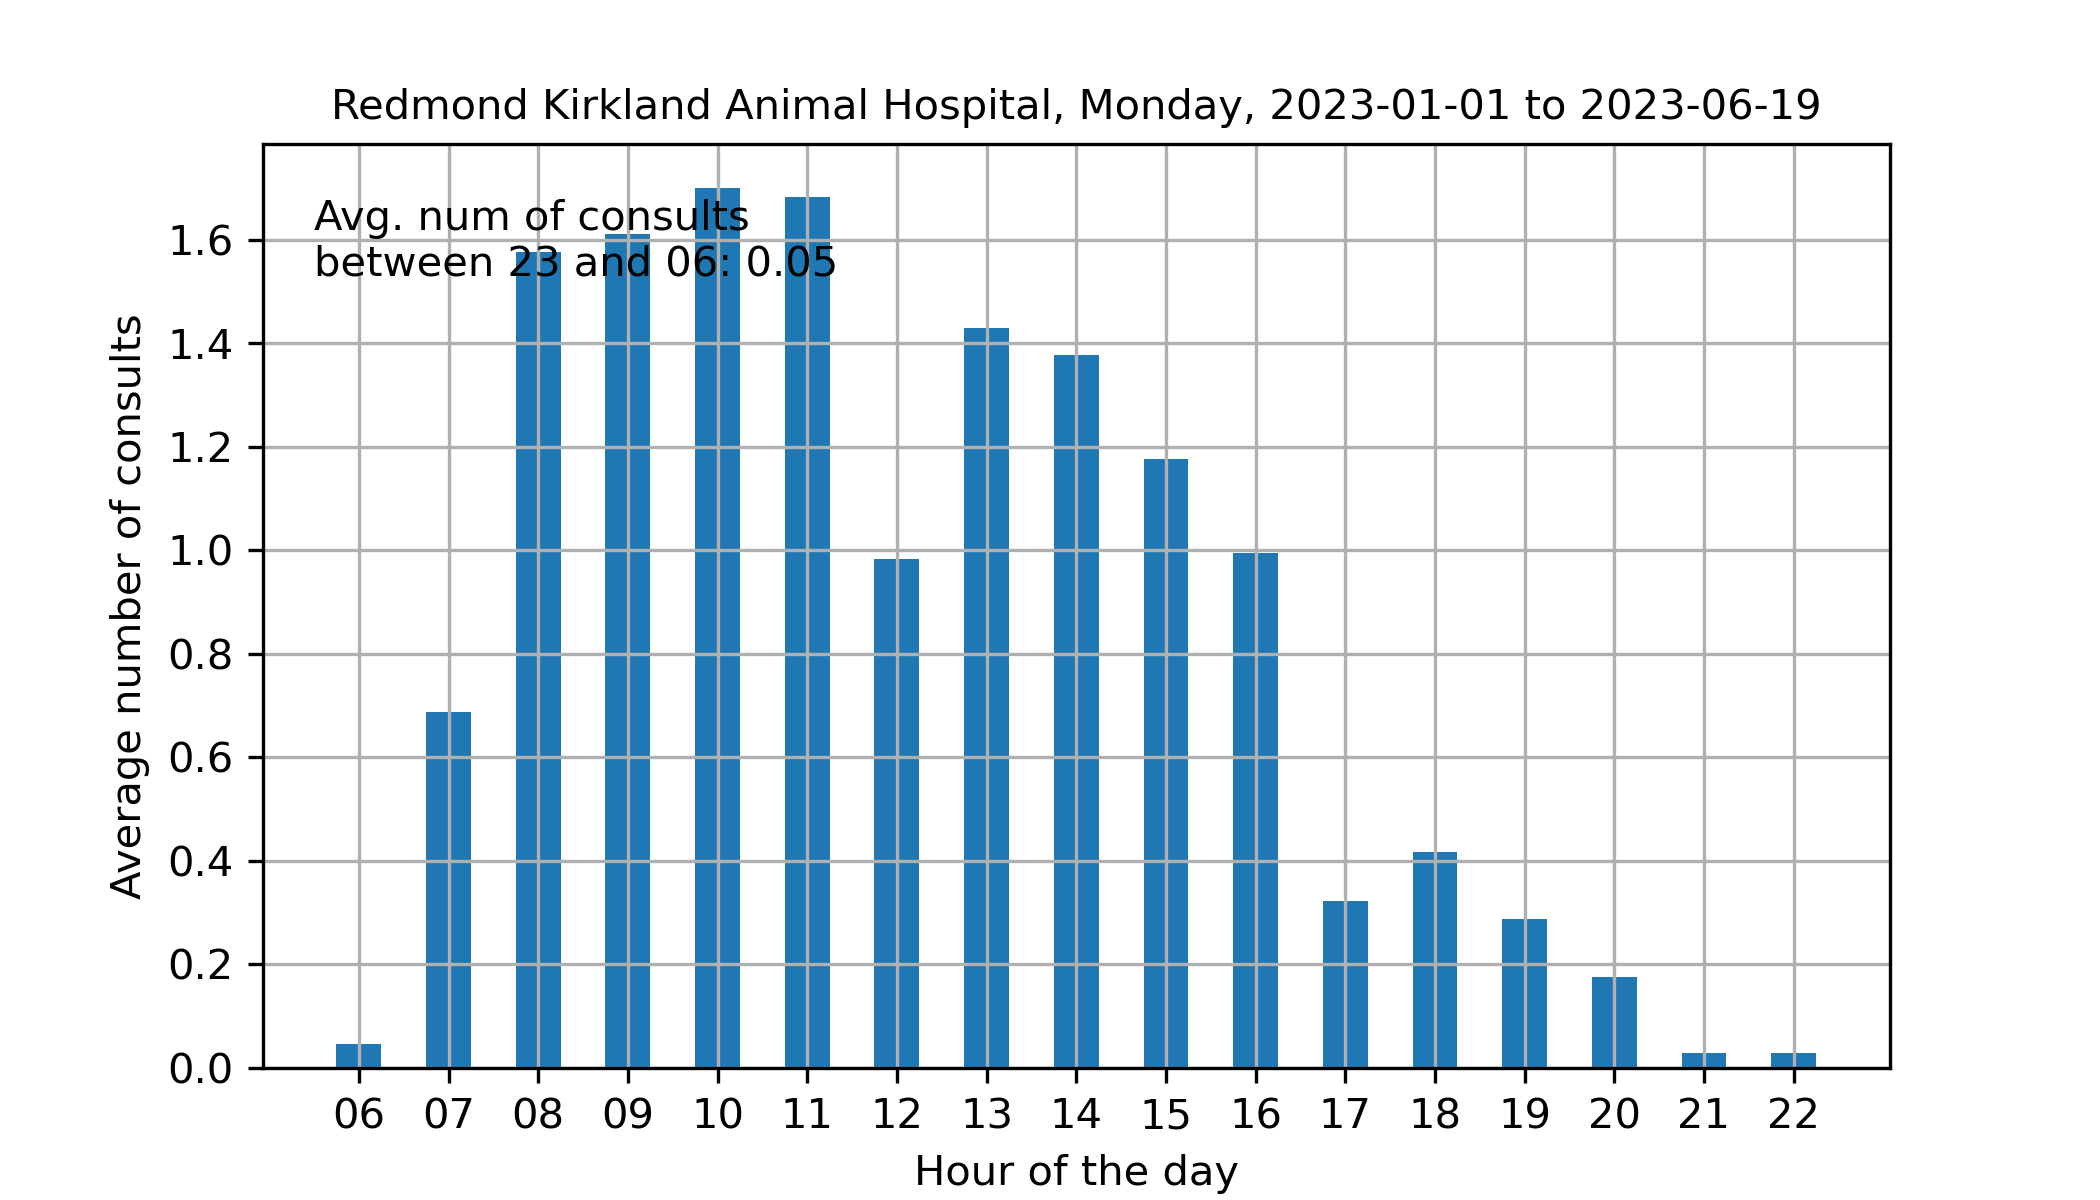 Redmond Kirkland Animal Hospital, Monday, 2023-01-01 to 2023-06-19
Avg. num of consults
between 23 and 06: 0.05
Average number of consults
1.6
1.4
1.2
1.0
0.8
0.6
0.4
0.2
0.0
06 07 08 09 10 11 12 13 14 15 16 17 18 19 20 21 22
Hour of the day